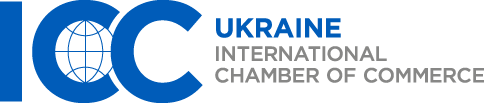 ICC
UKRAINE
INTERNATIONAL
CHAMBER OF COMMERCE